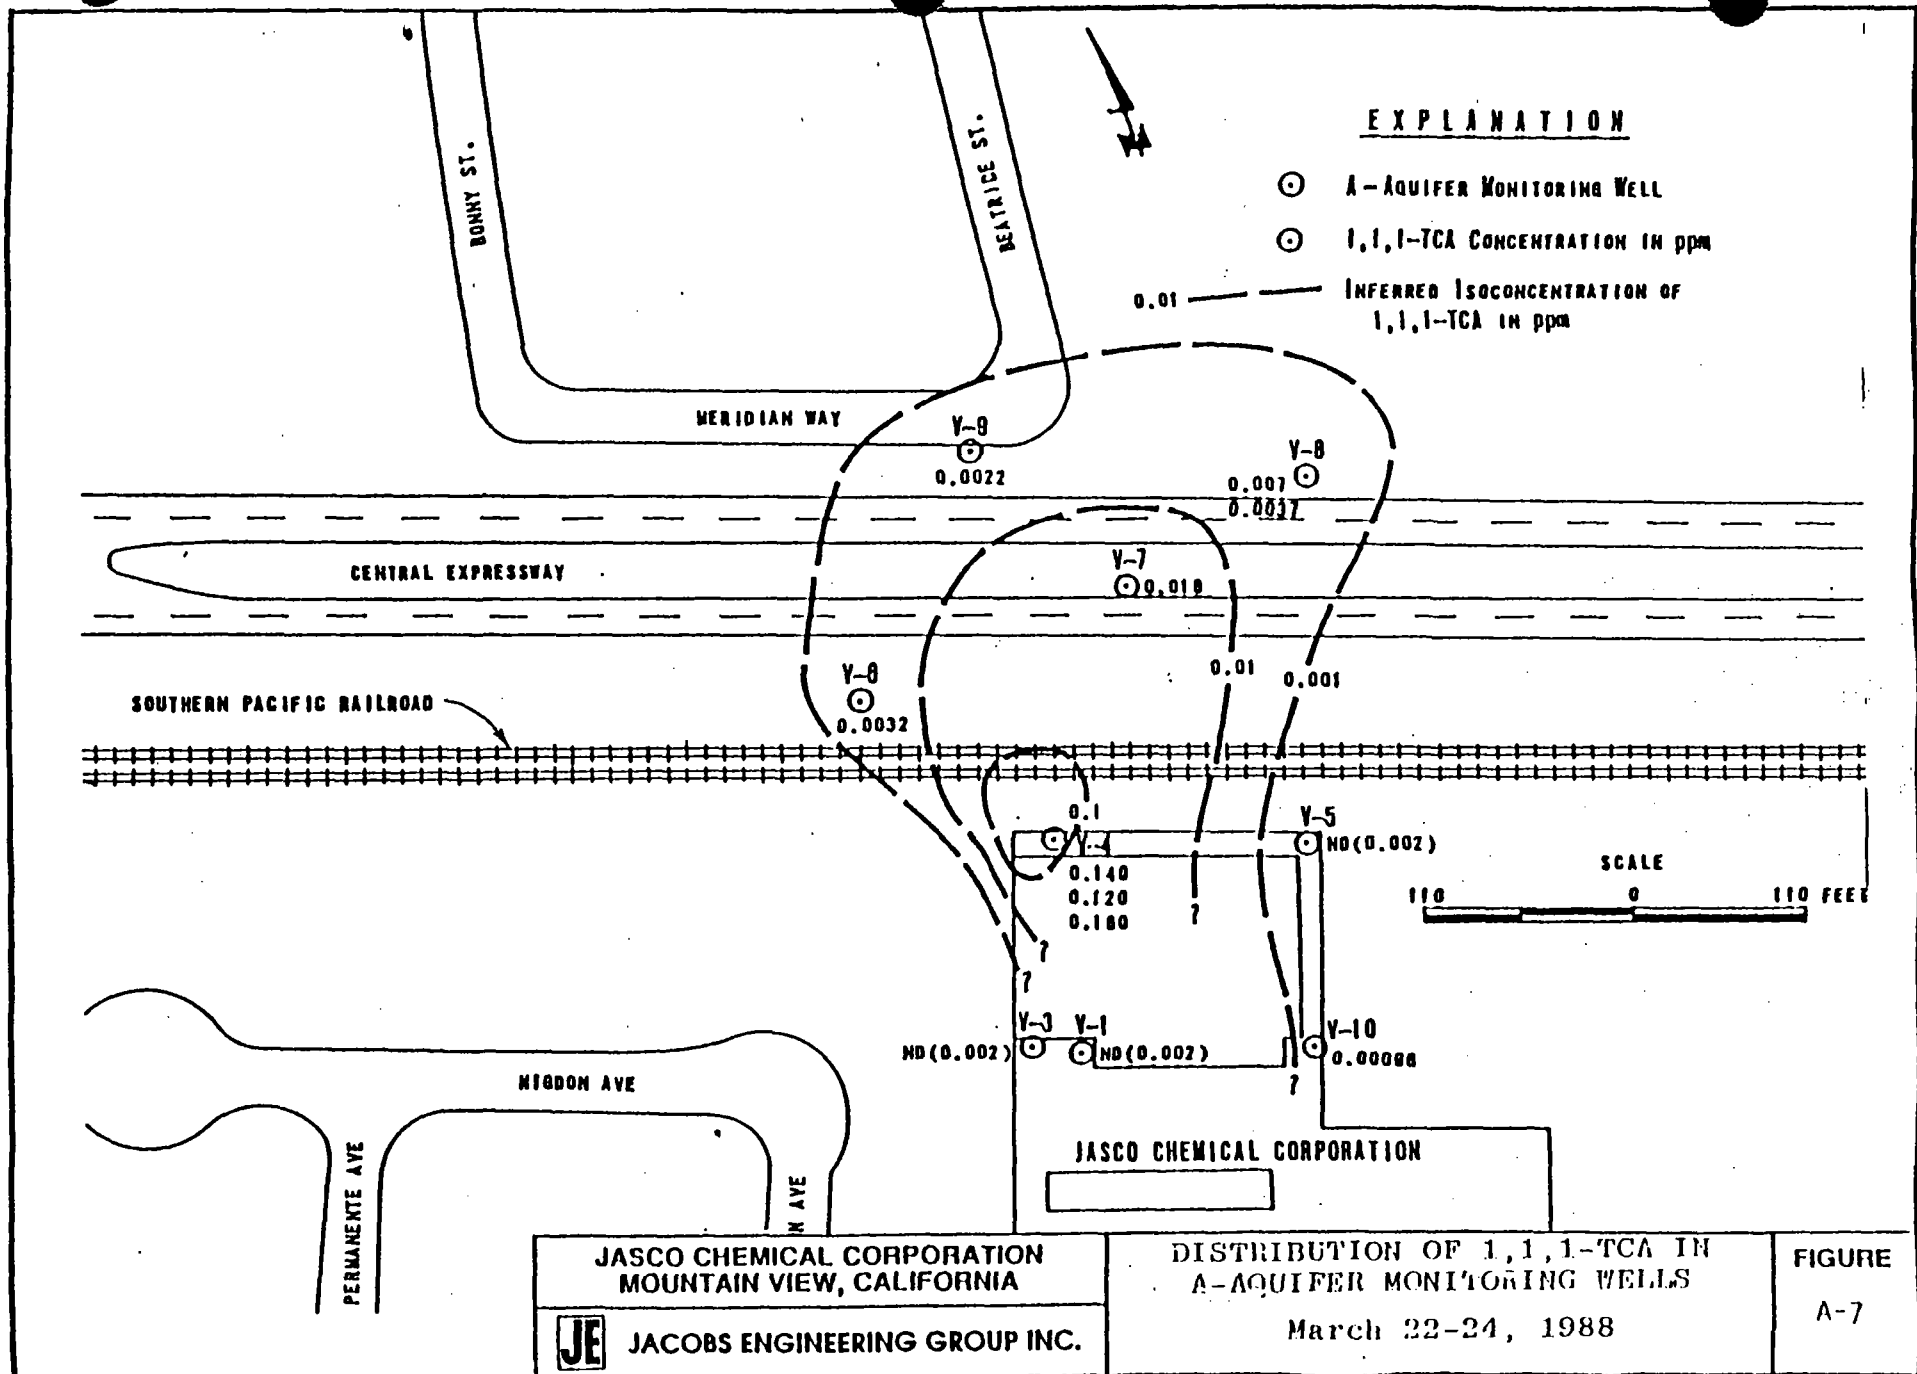 EXPLANATION
A-AQUIFER MONITORING WELL
1,1,1-TCA CONCENTRATION IN ppm
0.01
INFERRED ISOCONCENTRATION OF
1,1,1-TCA IN ppm
BONNY ST.
BEATRICE ST.
MERIDIAN WAY
V-9
0.0022
V-8
0.007
0.0037
CENTRAL EXPRESSWAY
V-7
0.018
0.01
0.001
SOUTHERN PACIFIC RAILROAD
0.0032
0.1
V-4
0.140
0.120
0.180
V-5
ND(0.002)
SCALE
110 0 110 FEET
?
?
?
V-3 V-1
ND(0.002)
ND(0.002)
V-10
0.00086
?
PERMANENTE AVE
N AVE
JASCO CHEMICAL CORPORATION
JASCO CHEMICAL CORPORATION
MOUNTAIN VIEW, CALIFORNIA
JE JACOBS ENGINEERING GROUP INC.
DISTRIBUTION OF 1,1,1-TCA IN
A-AQUIFER MONITORING WELLS
March 22-24, 1988
FIGURE
A-7